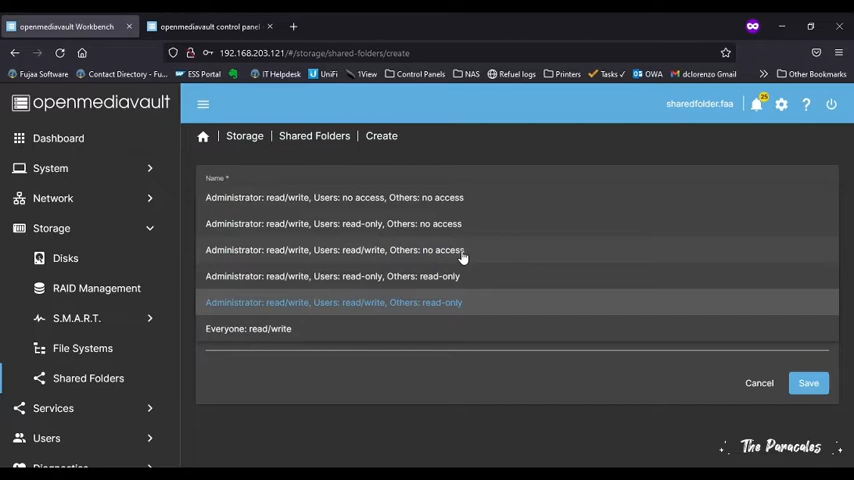 openmediavault Workbench
openmediavault control panel
192.168.203.121/#/storage/shared-folders/create
Fujaa Software
Contact Directory - Fu...
ESS Portal
IT Helpdesk
UniFi
1View
Control Panels
NAS
Refuel logs
Printers
Tasks ✓
OWA
dclorenzo Gmail
Other Bookmarks
openmediavault
sharedfolder.faa
25
Dashboard
System
Network
Storage
Disks
RAID Management
S.M.A.R.T.
File Systems
Shared Folders
Services
Users
Diagnostics
Storage | Shared Folders | Create
Name *
Administrator: read/write, Users: no access, Others: no access
Administrator: read/write, Users: read-only, Others: no access
Administrator: read/write, Users: read/write, Others: no access
Administrator: read/write, Users: read-only, Others: read-only
Administrator: read/write, Users: read/write, Others: read-only
Everyone: read/write
Cancel
Save
The Paracales